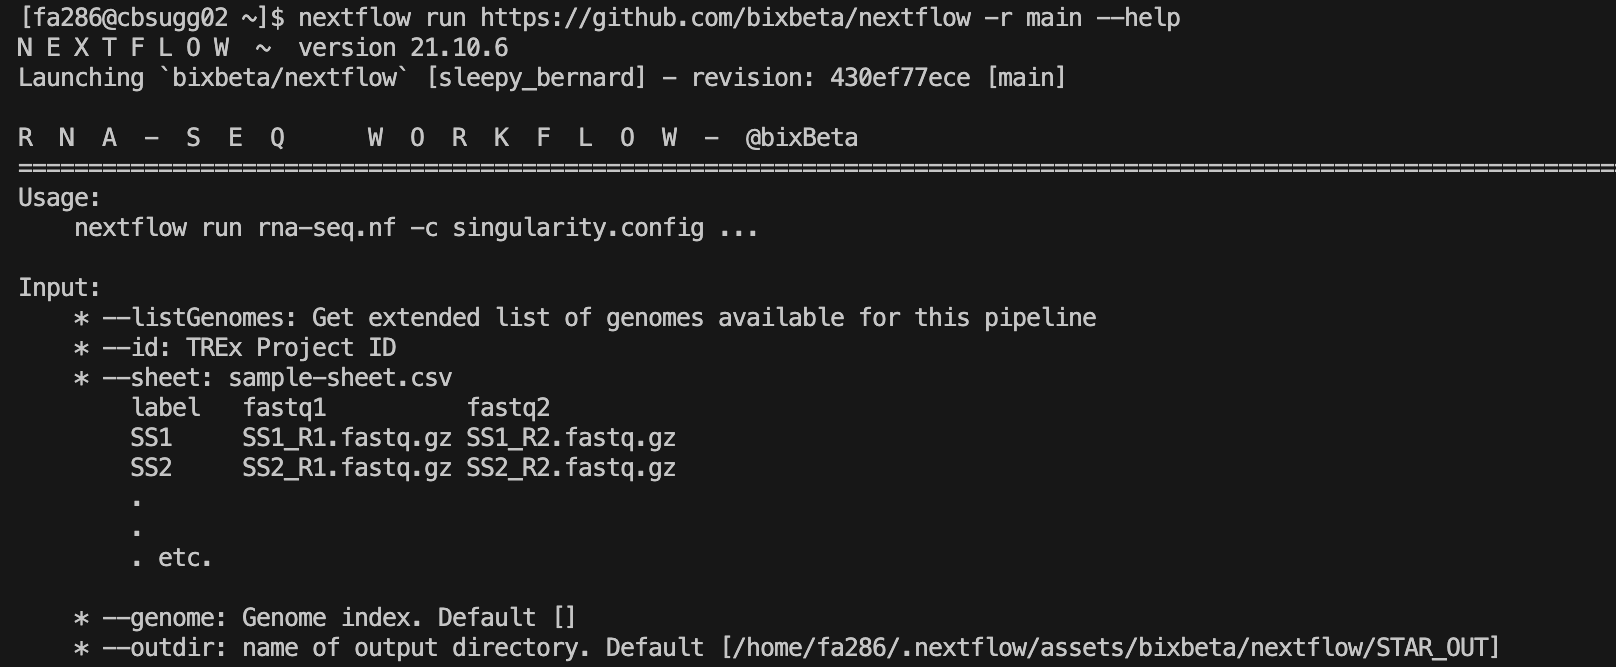 [fa286@cbsugg02 ~]$ nextflow run https://github.com/bixbeta/nextflow -r main --help
N E X T F L O W  ~  version 21.10.6
Launching `bixbeta/nextflow` [sleepy_bernard] - revision: 430ef77ece [main]
R  N  A  -  S  E  Q      W  O  R  K  F  L  O  W  -  @bixBeta
==================================================================================================================
Usage:
    nextflow run rna-seq.nf -c singularity.config ...
Input:
    * --listGenomes: Get extended list of genomes available for this pipeline
    * --id: TREx Project ID
    * --sheet: sample-sheet.csv
        label   fastq1          fastq2
        SS1     SS1_R1.fastq.gz SS1_R2.fastq.gz
        SS2     SS2_R1.fastq.gz SS2_R2.fastq.gz
        .
        .
        . etc.
    * --genome: Genome index. Default []
    * --outdir: name of output directory. Default [/home/fa286/.nextflow/assets/bixbeta/nextflow/STAR_OUT]